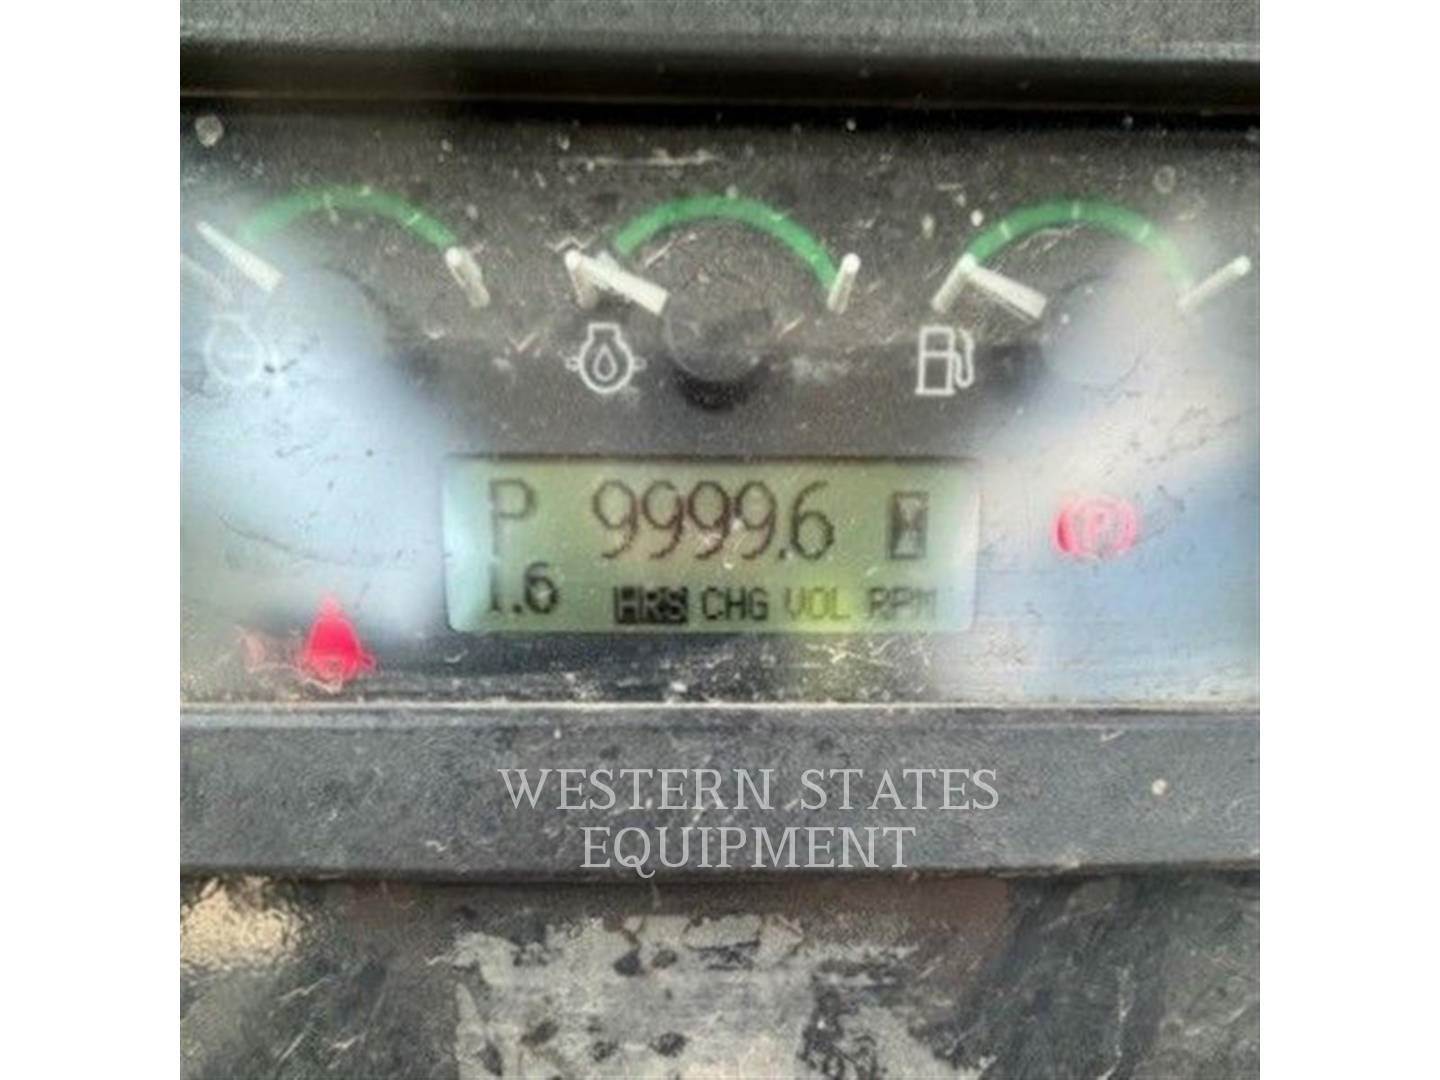 P 9999.6
1.6 HRS CHG VOL RPM
(P)
WESTERN STATES
EQUIPMENT